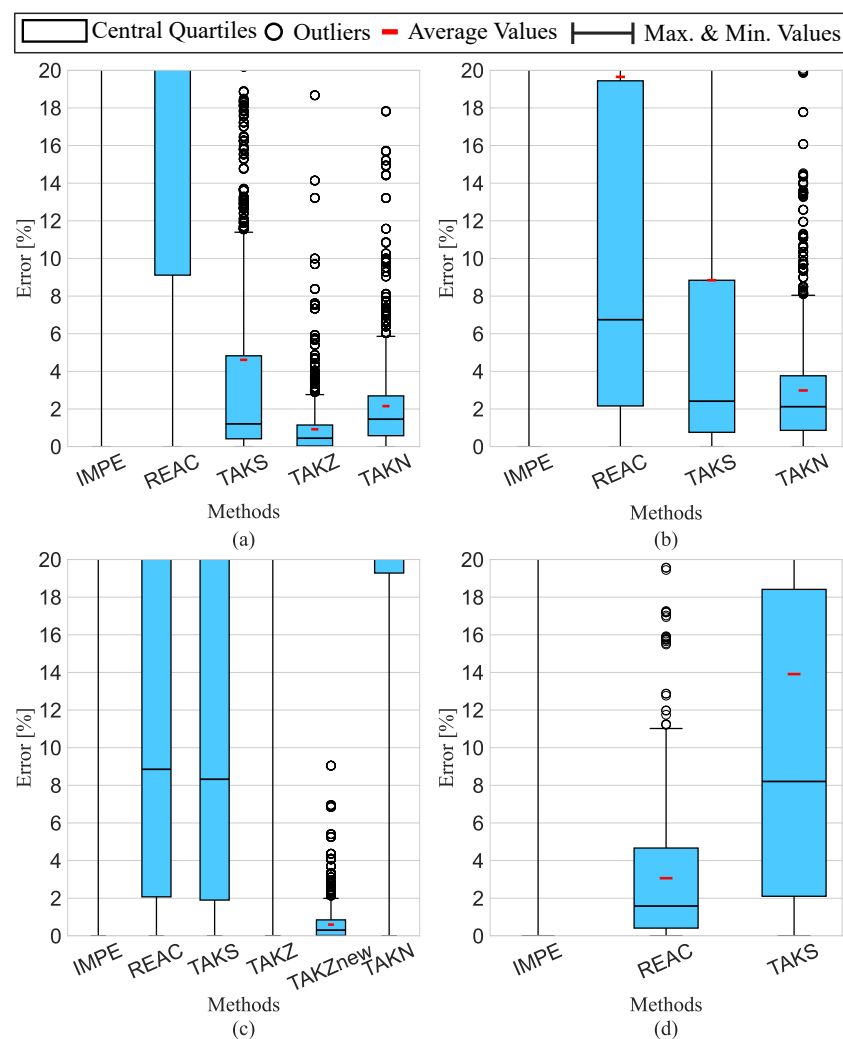 Central Quartiles Outliers Average Values Max. & Min. Values
20
18
16
14
12
10
8
6
4
2
0
Error [%]
IMPE REAC TAKS TAKZ TAKN
Methods
(a)
20
18
16
14
12
10
8
6
4
2
0
Error [%]
IMPE REAC TAKS TAKN
Methods
(b)
20
18
16
14
12
10
8
6
4
2
0
Error [%]
IMPE REAC TAKS TAKZ TAKZnew TAKN
Methods
(c)
20
18
16
14
12
10
8
6
4
2
0
Error [%]
IMPE REAC TAKS
Methods
(d)